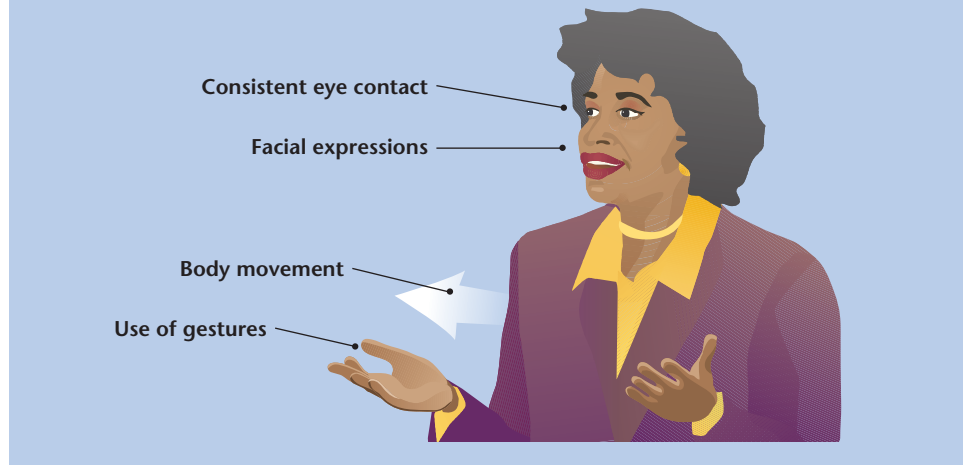 Consistent eye contact
Facial expressions
Body movement
Use of gestures